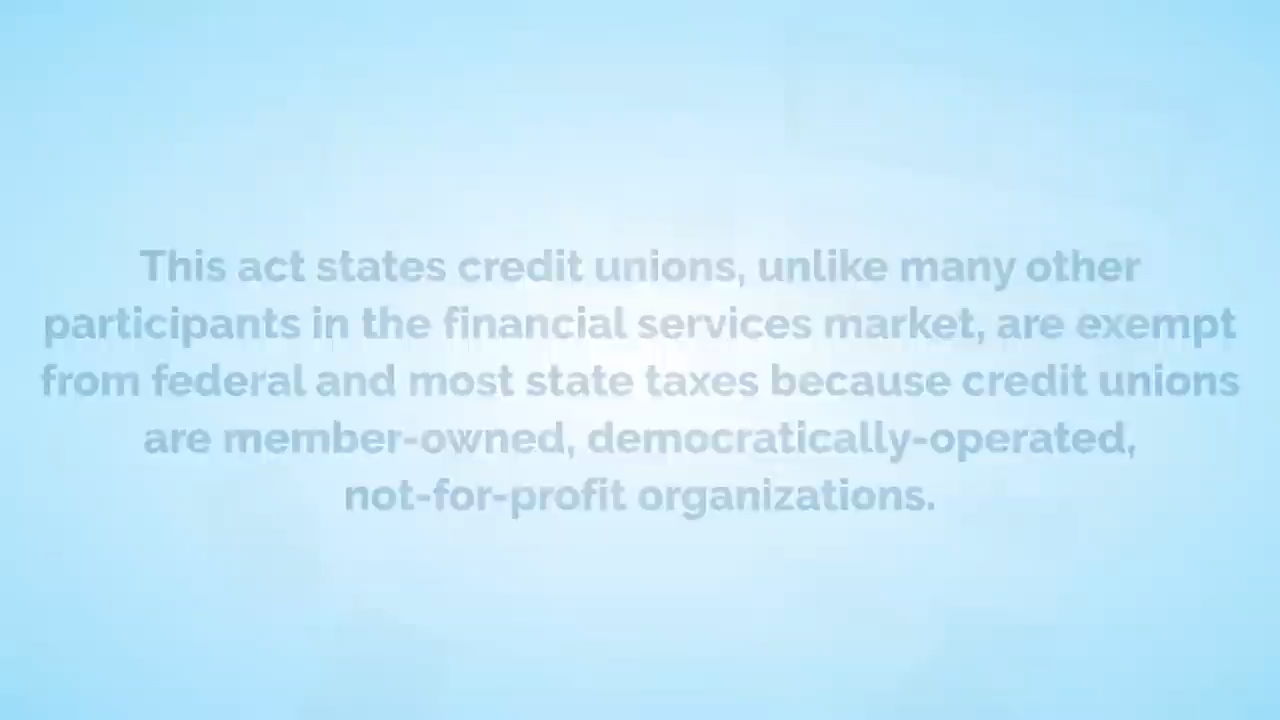 This act states credit unions, unlike many other
participants in the financial services market, are exempt
from federal and most state taxes because credit unions
are member-owned, democratically-operated,
not-for-profit organizations.